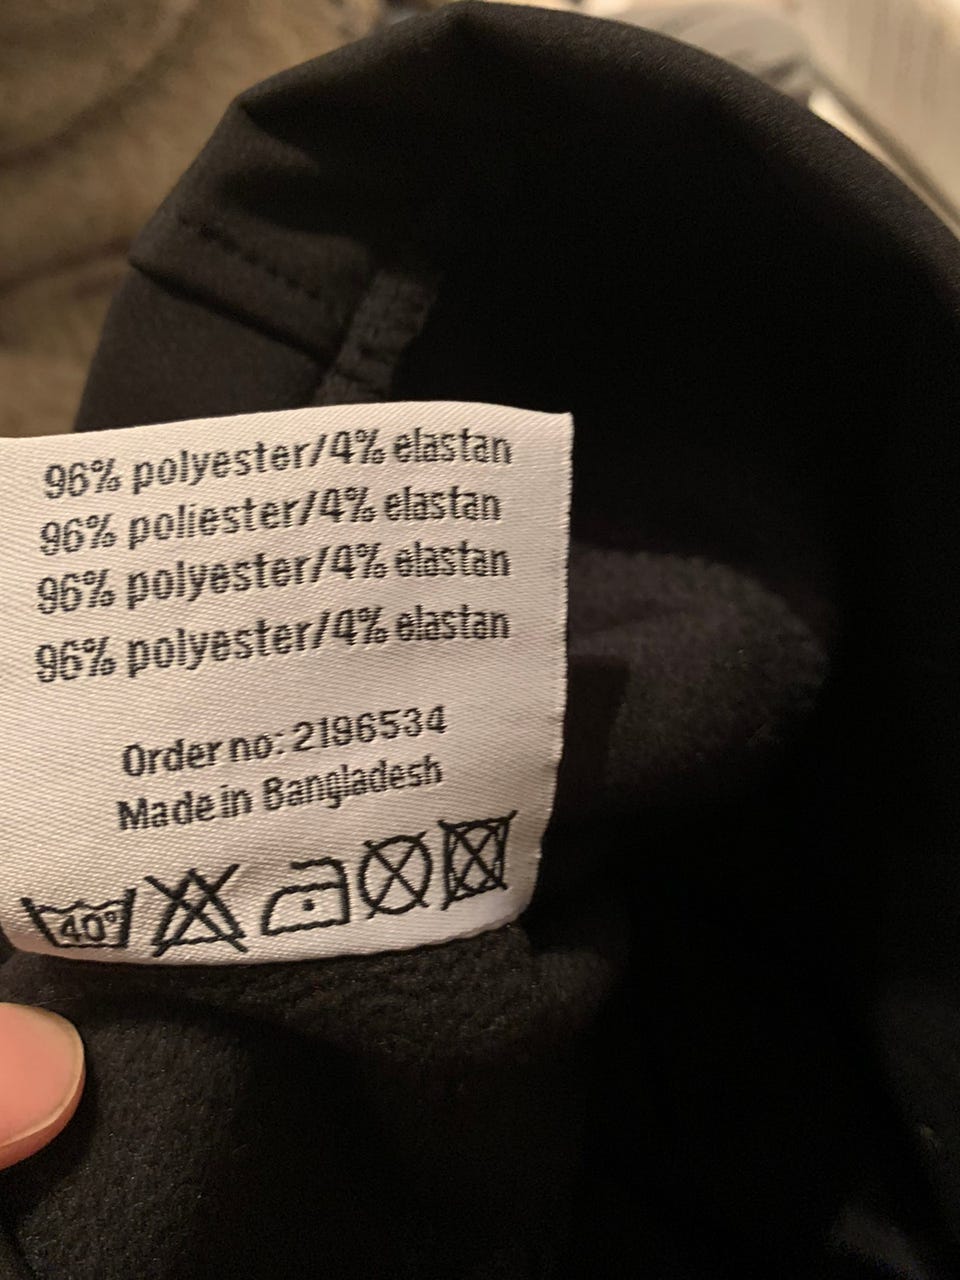 96% polyester/4% elastan
96% poliester/4% elastan
96% polyester/4% elastan
96% polyester/4% elastan
Order no: 2196534
Made in Bangladesh
40°